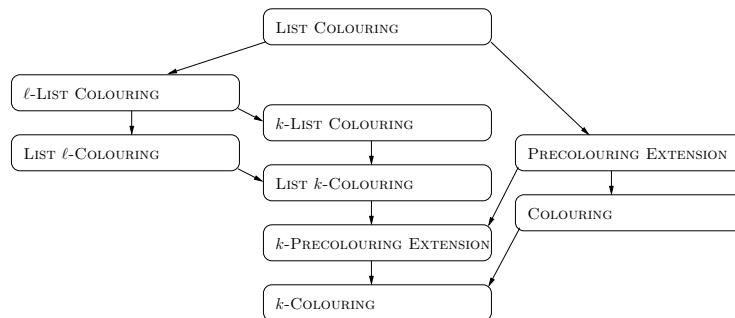 LIST COLOURING
ℓ-LIST COLOURING
k-LIST COLOURING
LIST ℓ-COLOURING
PRECOLOURING EXTENSION
LIST k-COLOURING
COLOURING
k-PRECOLOURING EXTENSION
k-COLOURING